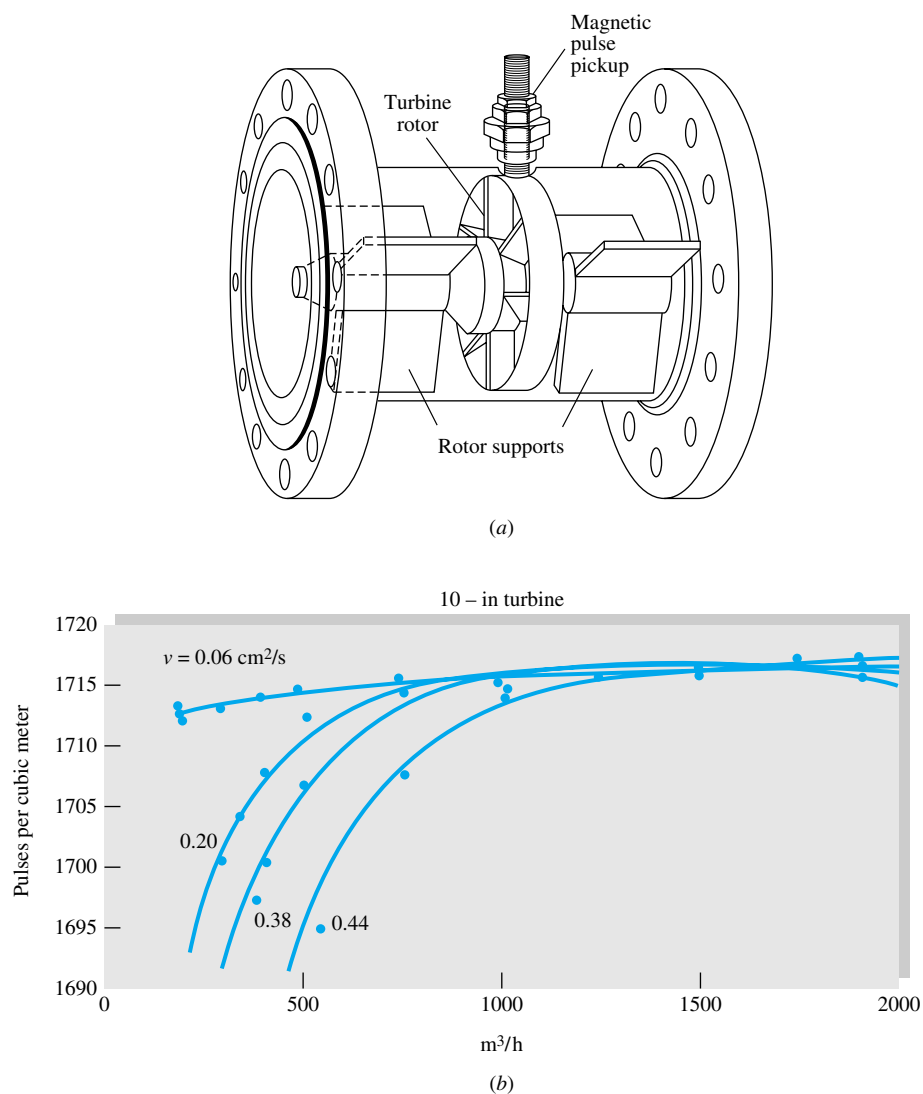 Magnetic
pulse
pickup
Turbine
rotor
Rotor supports
(a)
10 – in turbine
1720
1715
1710
1705
1700
1695
1690
Pulses per cubic meter
v = 0.06 cm²/s
0.20
0.38
0.44
0
500
1000
1500
2000
m³/h
(b)